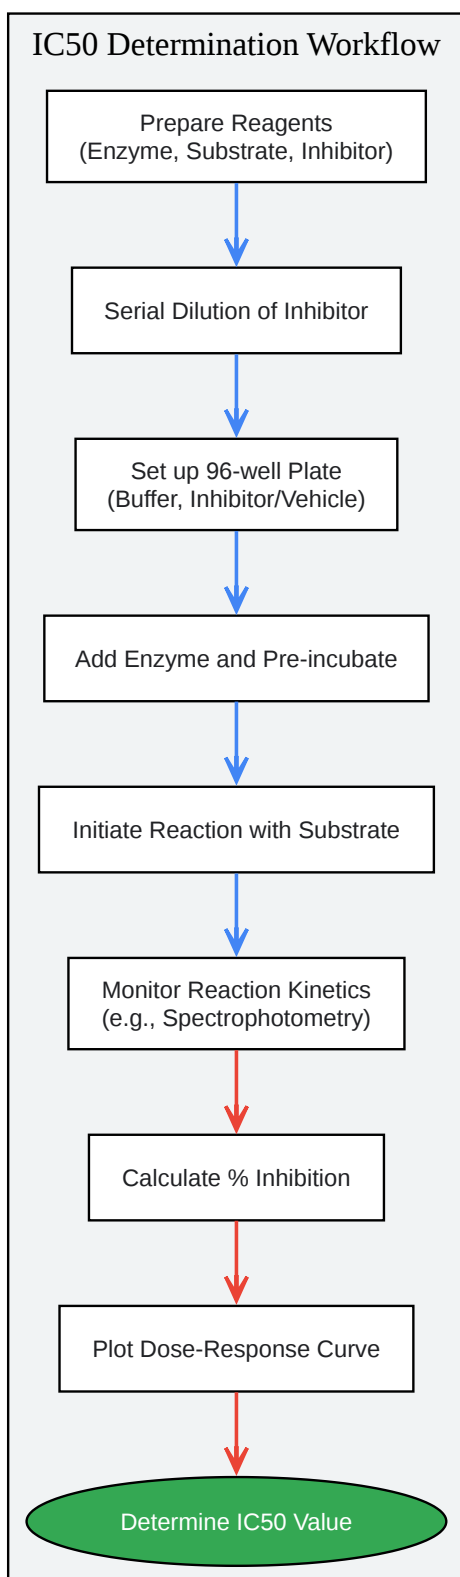 IC50 Determination Workflow
Prepare Reagents
(Enzyme, Substrate, Inhibitor)
Serial Dilution of Inhibitor
Set up 96-well Plate
(Buffer, Inhibitor/Vehicle)
Add Enzyme and Pre-incubate
Initiate Reaction with Substrate
Monitor Reaction Kinetics
(e.g., Spectrophotometry)
Calculate % Inhibition
Plot Dose-Response Curve
Determine IC50 Value